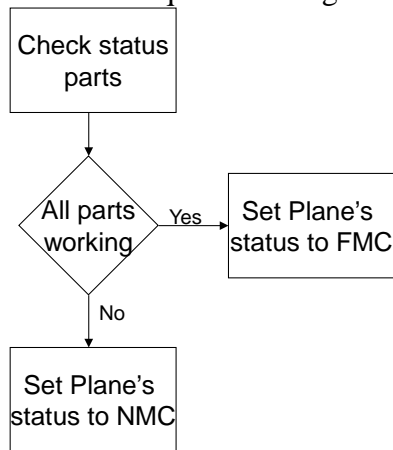 Check status
parts
All parts
working
Yes
Set Plane's
status to FMC
No
Set Plane's
status to NMC